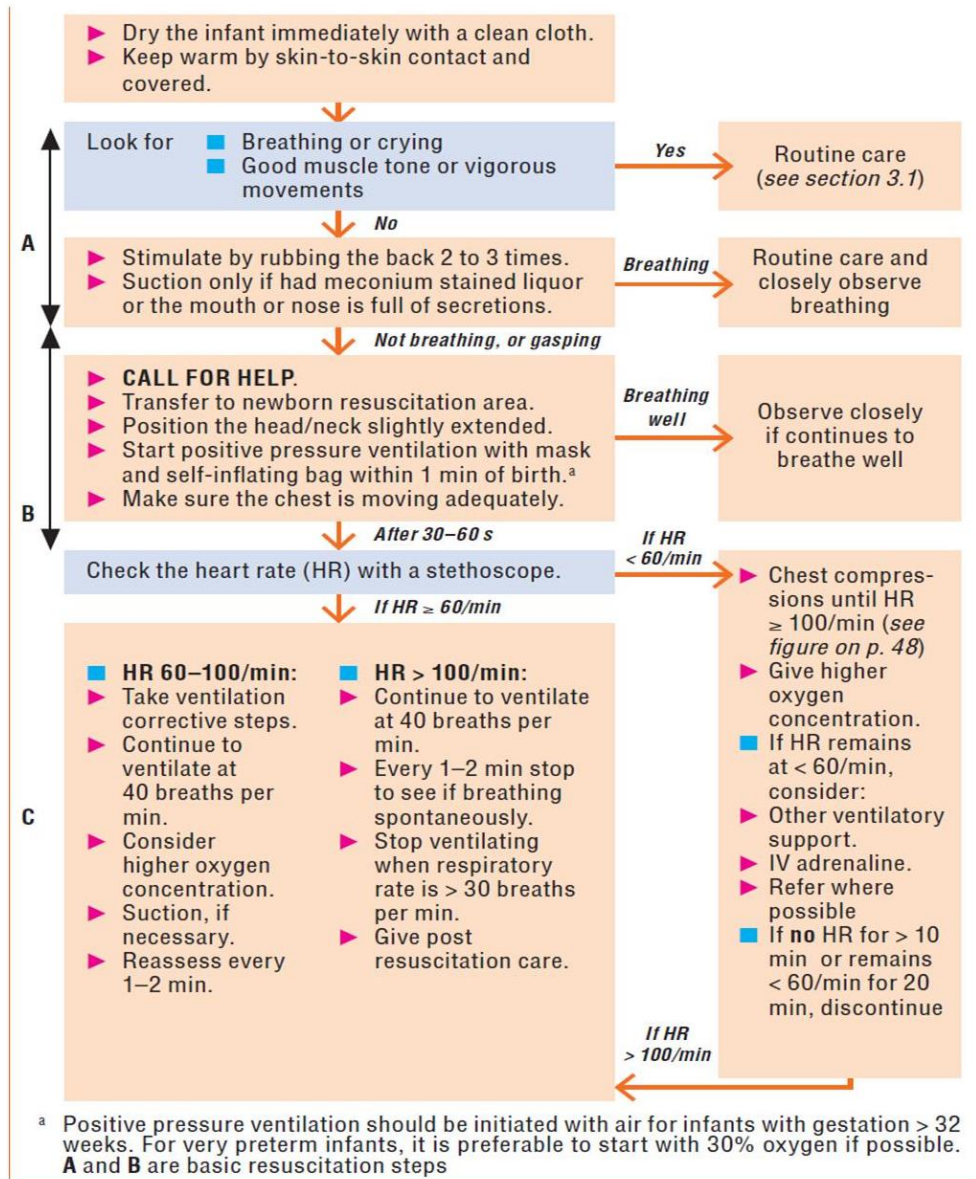 ► Dry the infant immediately with a clean cloth.
► Keep warm by skin-to-skin contact and
covered.
A
Look for
■ Breathing or crying
■ Good muscle tone or vigorous
movements
Yes
Routine care
(see section 3.1)
No
► Stimulate by rubbing the back 2 to 3 times.
► Suction only if had meconium stained liquor
or the mouth or nose is full of secretions.
Breathing
Routine care and
closely observe
breathing
Not breathing, or gasping
B
► CALL FOR HELP.
► Transfer to newborn resuscitation area.
► Position the head/neck slightly extended.
► Start positive pressure ventilation with mask
and self-inflating bag within 1 min of birth.ᵃ
► Make sure the chest is moving adequately.
Breathing
well
Observe closely
if continues to
breathe well
After 30–60 s
Check the heart rate (HR) with a stethoscope.
If HR
< 60/min
► Chest compres-
sions until HR
≥ 100/min (see
figure on p. 48)
► Give higher
oxygen
concentration.
■ If HR remains
at < 60/min,
consider:
► Other ventilatory
support.
► IV adrenaline.
► Refer where
possible
■ If no HR for > 10
min or remains
< 60/min for 20
min, discontinue
If HR ≥ 60/min
C
■ HR 60–100/min:
► Take ventilation
corrective steps.
► Continue to
ventilate at
40 breaths per
min.
► Consider
higher oxygen
concentration.
► Suction, if
necessary.
► Reassess every
1–2 min.
■ HR > 100/min:
► Continue to ventilate
at 40 breaths per
min.
► Every 1–2 min stop
to see if breathing
spontaneously.
► Stop ventilating
when respiratory
rate is > 30 breaths
per min.
► Give post
resuscitation care.
If HR
> 100/min
ᵃ Positive pressure ventilation should be initiated with air for infants with gestation > 32
weeks. For very preterm infants, it is preferable to start with 30% oxygen if possible.
A and B are basic resuscitation steps